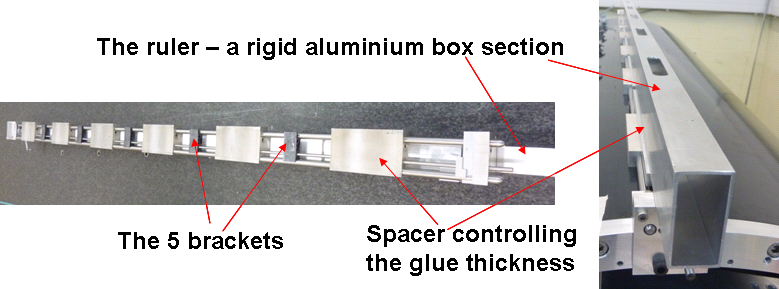 The ruler – a rigid aluminium box section
The 5 brackets
Spacer controlling
the glue thickness